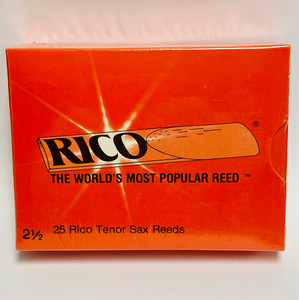 RICO®
THE WORLD'S MOST POPULAR REED™
2½ 25 Rico Tenor Sax Reeds